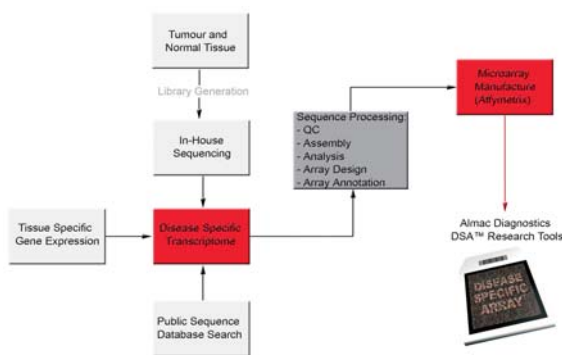 Tumour and
Normal Tissue
Library Generation
In-House
Sequencing
Tissue Specific
Gene Expression
Disease Specific
Transcriptome
Public Sequence
Database Search
Sequence Processing:
- QC
- Assembly
- Analysis
- Array Design
- Array Annotation
Microarray
Manufacture
(Affymetrix)
Almac Diagnostics
DSA™ Research Tools
DISEASE
SPECIFIC
ARRAY